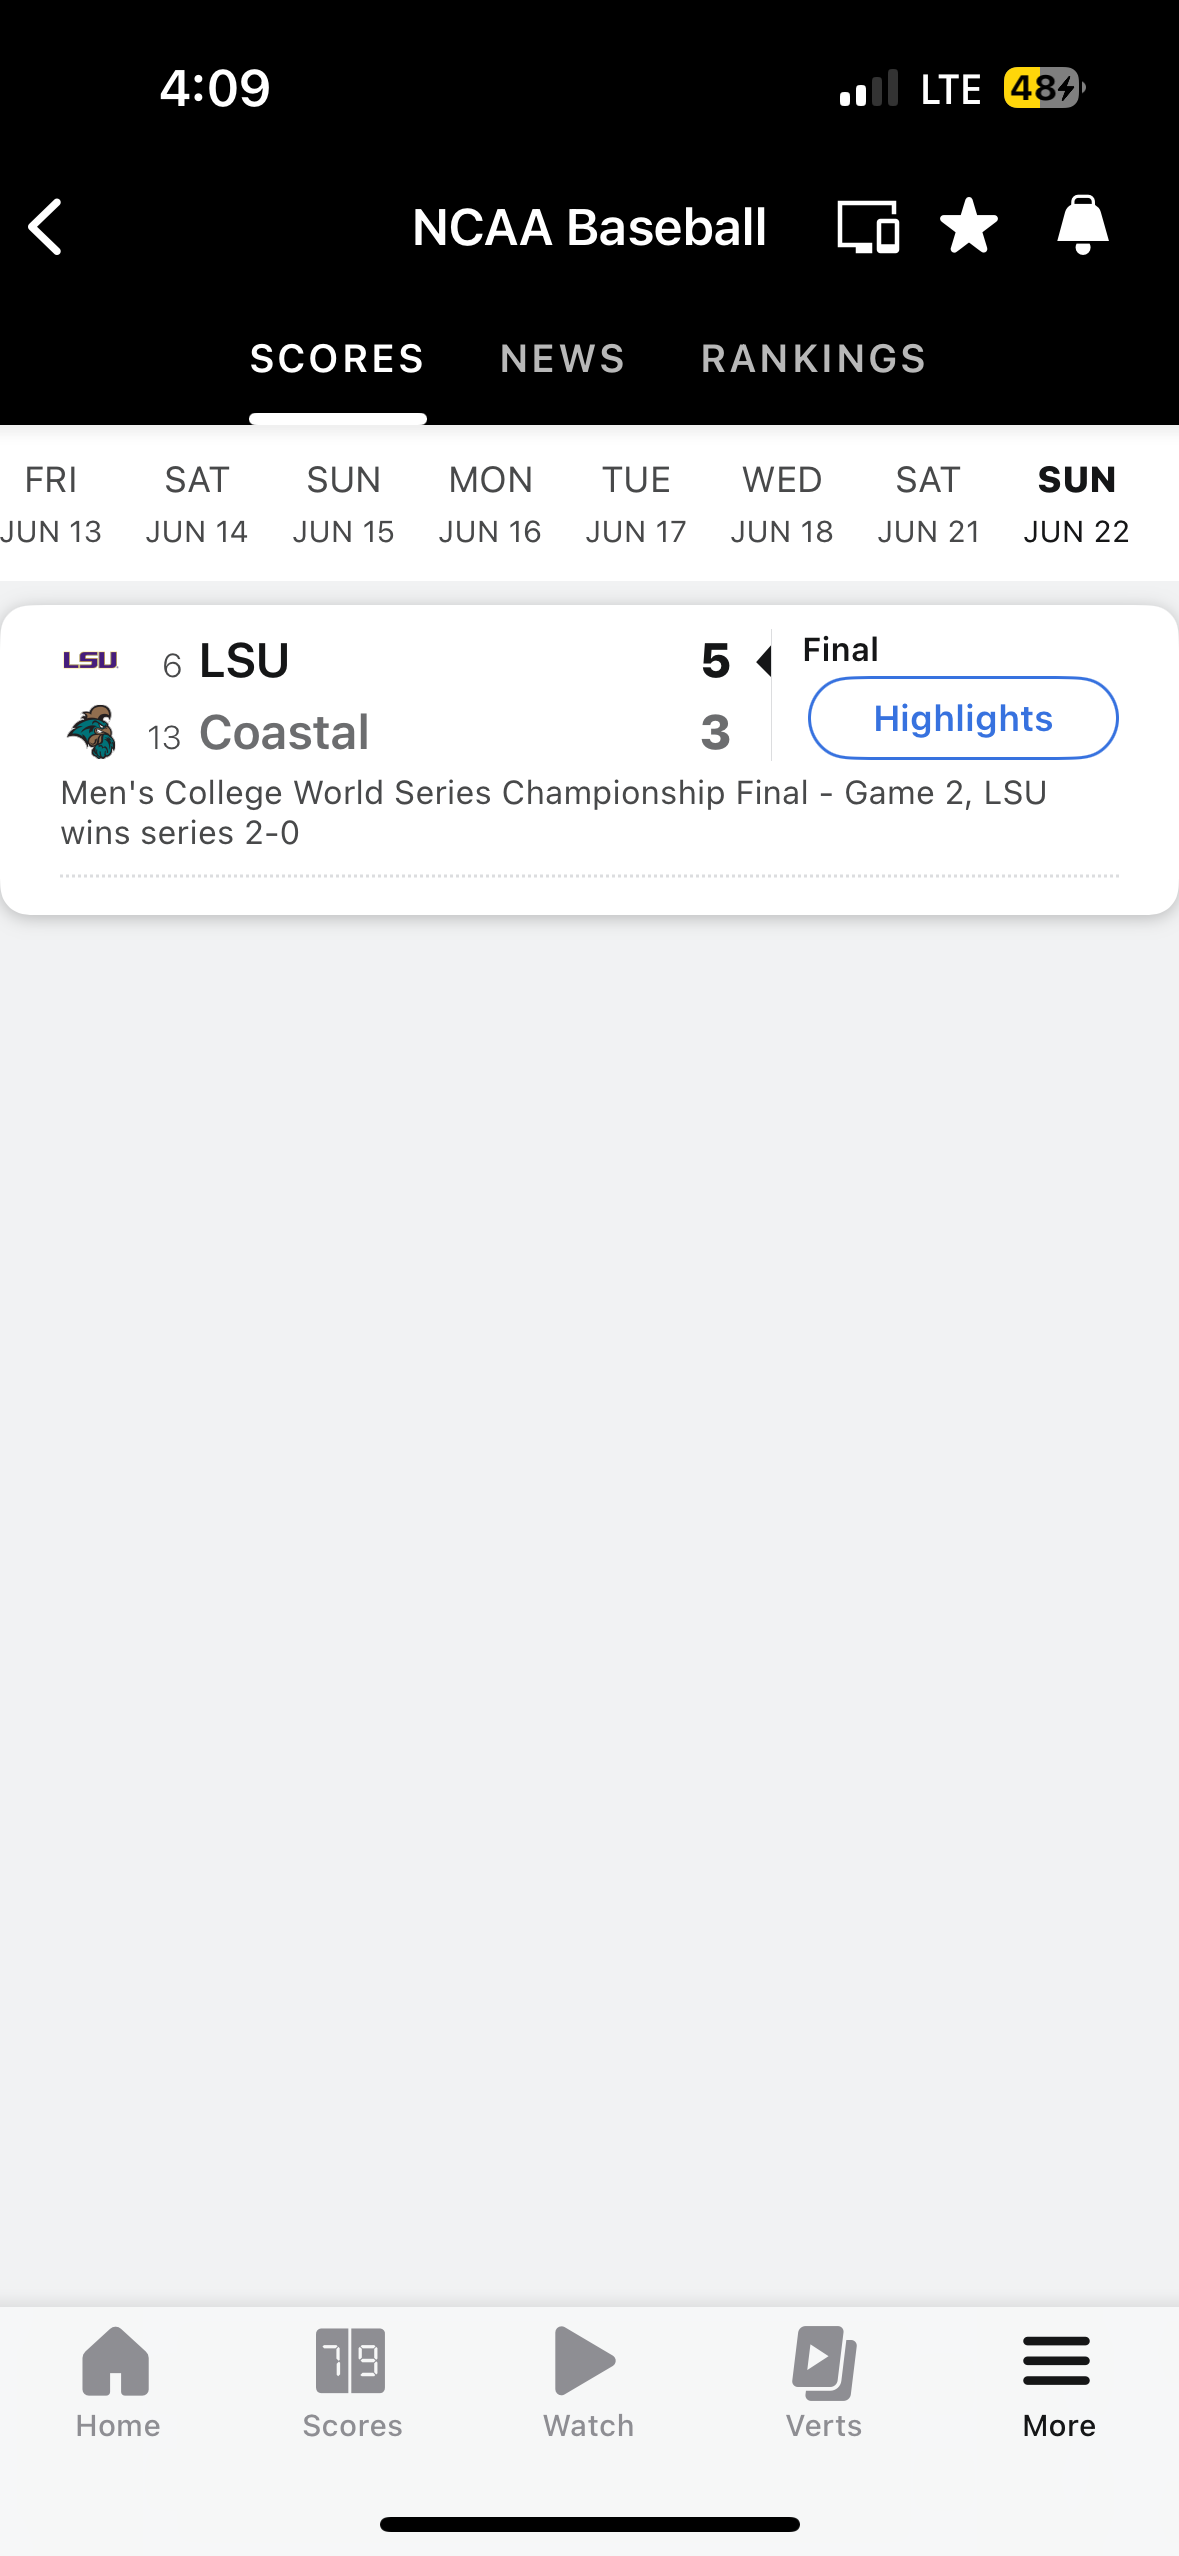 4:09 LTE 48
NCAA Baseball
SCORES NEWS RANKINGS
FRI SAT SUN MON TUE WED SAT SUN
JUN 13 JUN 14 JUN 15 JUN 16 JUN 17 JUN 18 JUN 21 JUN 22
LSU 6 LSU 5 Final
13 Coastal 3 Highlights
Men's College World Series Championship Final - Game 2, LSU
wins series 2-0
79
Home Scores Watch Verts More